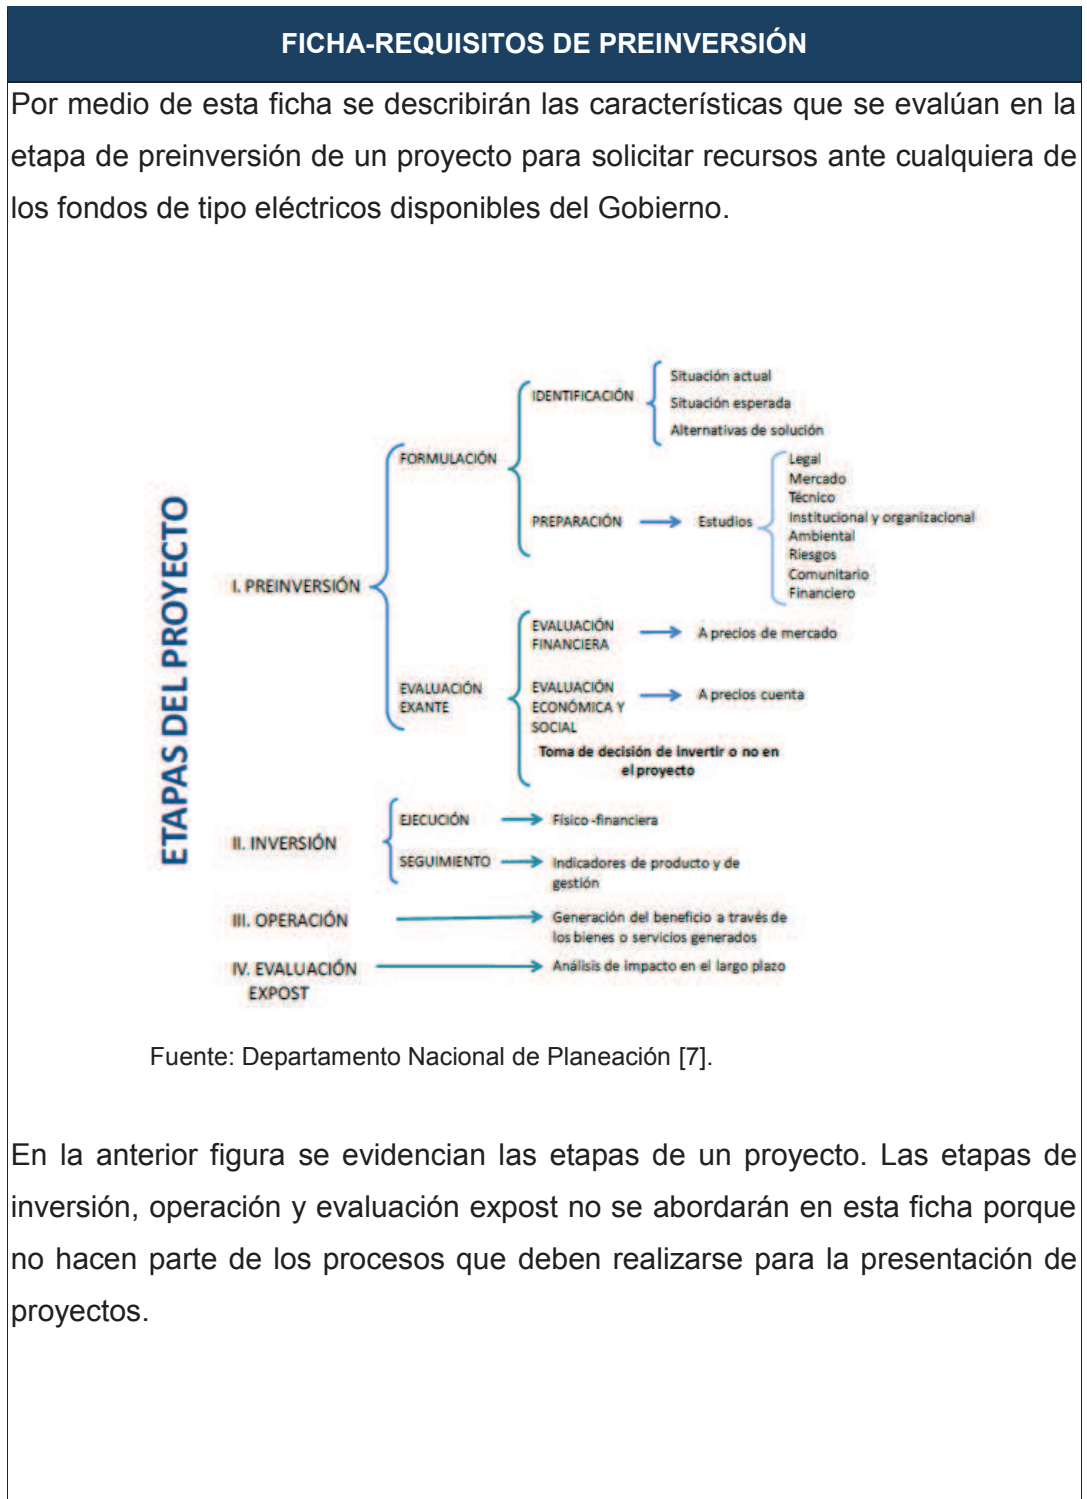 FICHA-REQUISITOS DE PREINVERSIÓN
Por medio de esta ficha se describirán las características que se evalúan en la
etapa de preinversión de un proyecto para solicitar recursos ante cualquiera de
los fondos de tipo eléctricos disponibles del Gobierno.
ETAPAS DEL PROYECTO
I. PREINVERSIÓN
FORMULACIÓN
IDENTIFICACIÓN
Situación actual
Situación esperada
Alternativas de solución
PREPARACIÓN
Estudios
Legal
Mercado
Técnico
Institucional y organizacional
Ambiental
Riesgos
Comunitario
Financiero
EVALUACIÓN
EXANTE
EVALUACIÓN
FINANCIERA
A precios de mercado
EVALUACIÓN
ECONÓMICA Y
SOCIAL
A precios cuenta
Toma de decisión de invertir o no en
el proyecto
II. INVERSIÓN
EJECUCIÓN
Físico-financiera
SEGUIMIENTO
Indicadores de producto y de
gestión
III. OPERACIÓN
Generación del beneficio a través de
los bienes o servicios generados
IV. EVALUACIÓN
EXPOST
Análisis de impacto en el largo plazo
Fuente: Departamento Nacional de Planeación [7].
En la anterior figura se evidencian las etapas de un proyecto. Las etapas de
inversión, operación y evaluación expost no se abordarán en esta ficha porque
no hacen parte de los procesos que deben realizarse para la presentación de
proyectos.